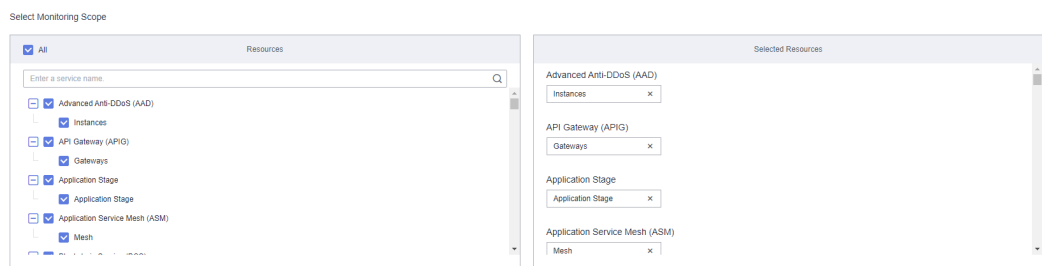 Select Monitoring Scope
All
Resources
Enter a service name.
Advanced Anti-DDoS (AAD)
Instances
API Gateway (APIG)
Gateways
Application Stage
Application Stage
Application Service Mesh (ASM)
Mesh
Selected Resources
Advanced Anti-DDoS (AAD)
Instances ×
API Gateway (APIG)
Gateways ×
Application Stage
Application Stage ×
Application Service Mesh (ASM)
Mesh ×